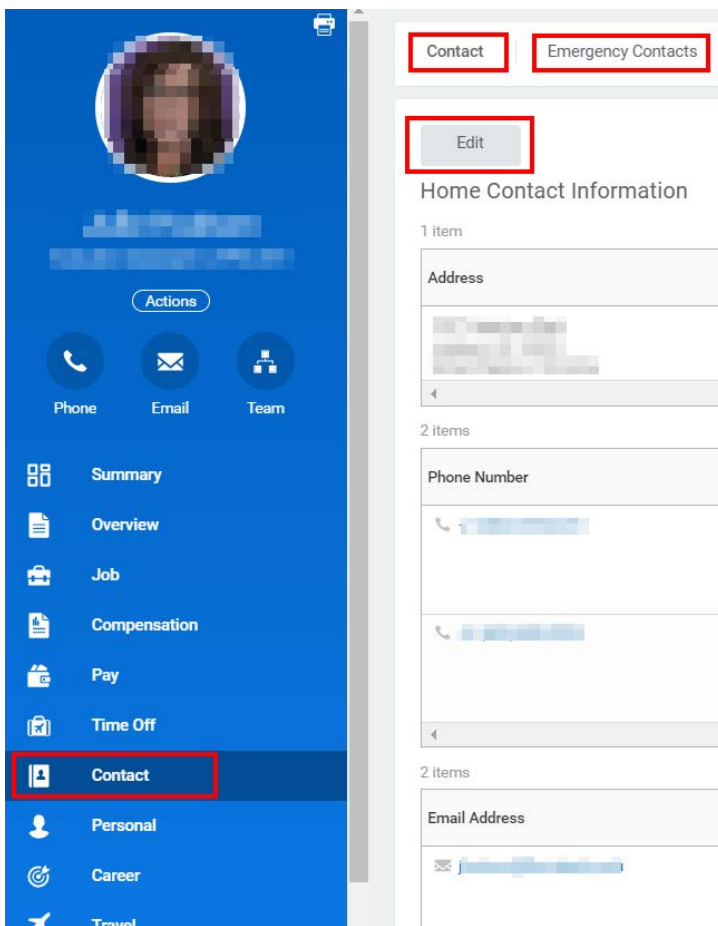 Actions
Phone Email Team
Summary
Overview
Job
Compensation
Pay
Time Off
Contact
Personal
Career
Travel
Contact Emergency Contacts
Edit
Home Contact Information
1 item
Address
2 items
Phone Number
2 items
Email Address